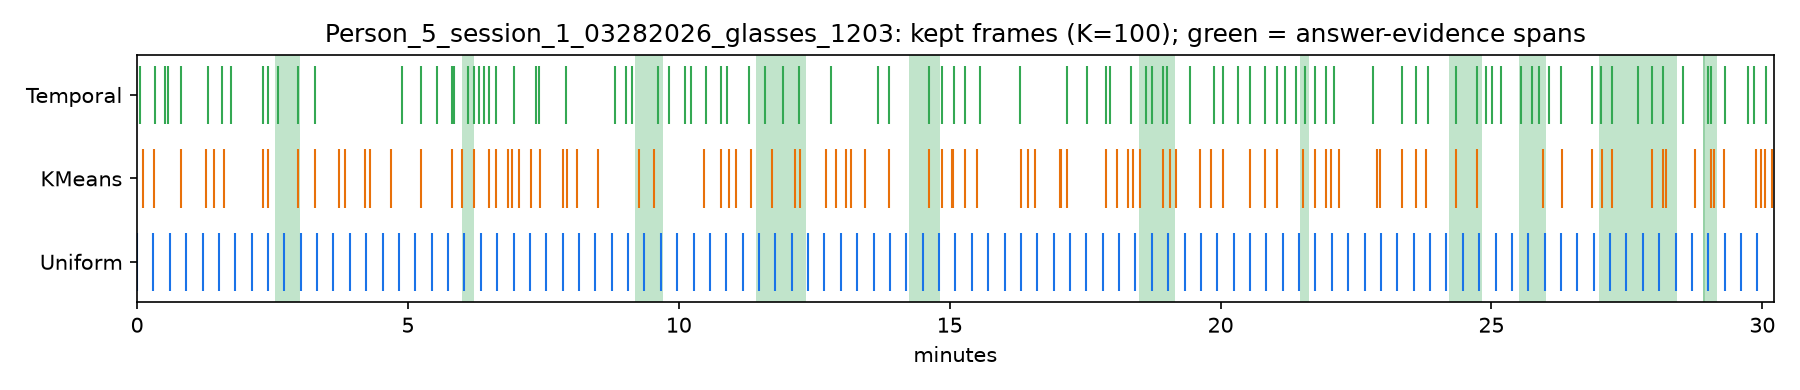 Person_5_session_1_03282026_glasses_1203: kept frames (K=100); green = answer-evidence spans
Temporal
KMeans
Uniform
0 5 10 15 20 25 30
minutes